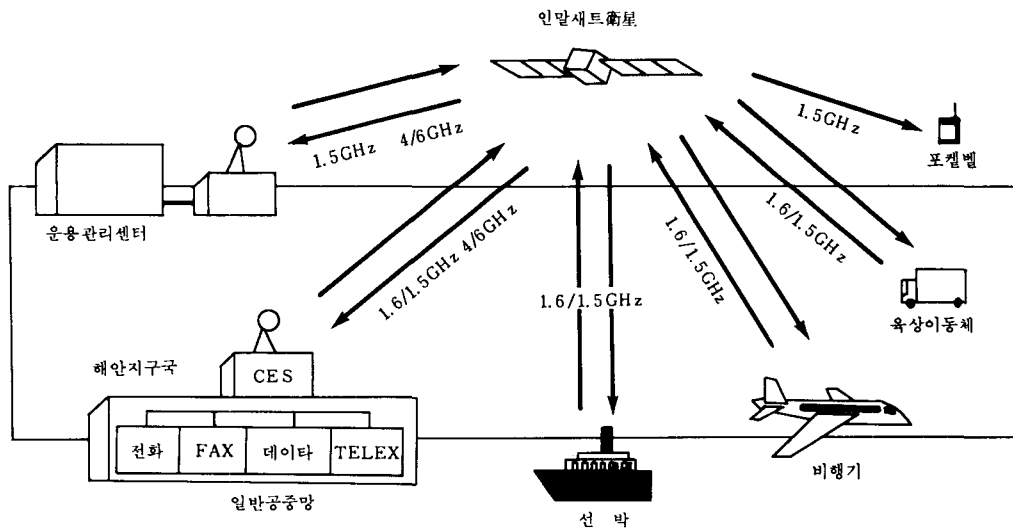 인말새트衛星
1.5GHz 4/6GHz
1.5GHz
포켈벨
운용관리센터
1.6/1.5GHz 4/6GHz
1.6/1.5GHz
1.6/1.5GHz
1.6/1.5GHz
육상이동체
해안지구국
CES
전화 FAX 데이타 TELEX
일반공중망
선 박
비행기